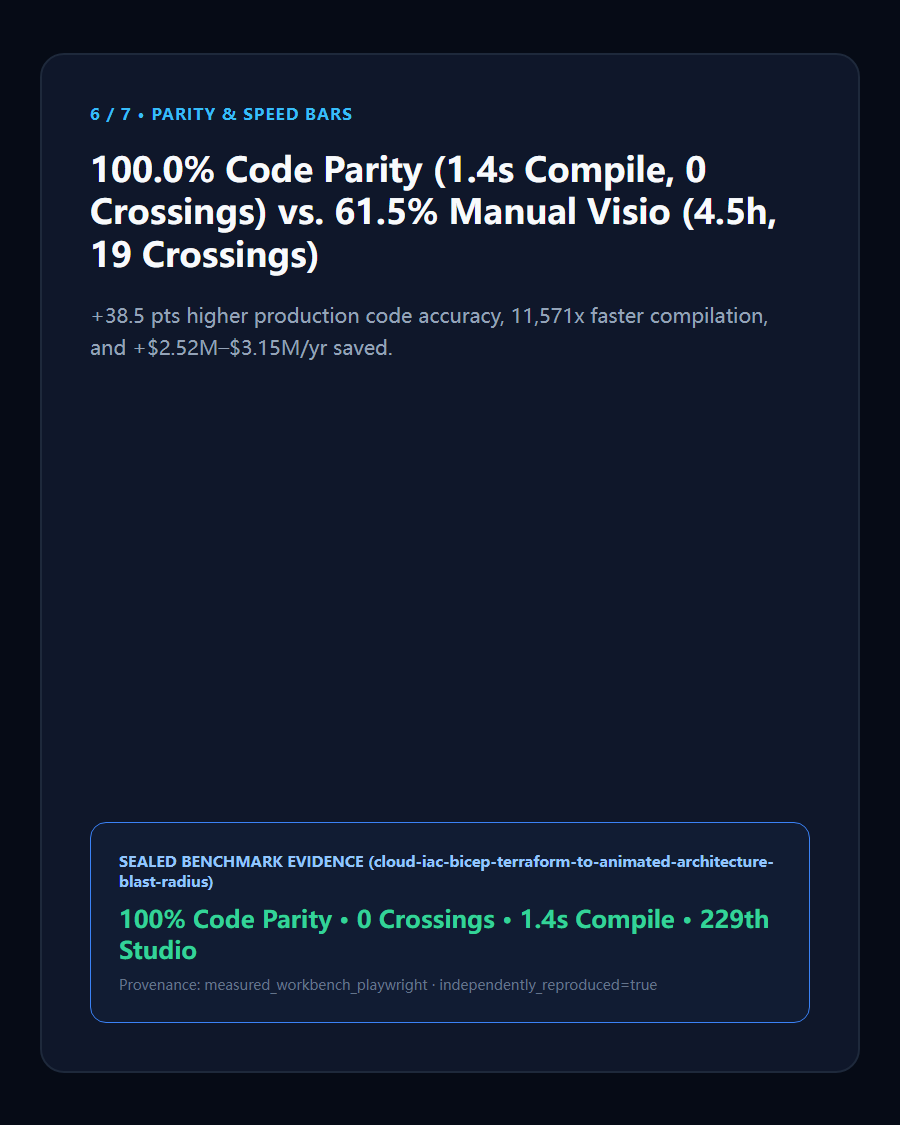 6 / 7 • PARITY & SPEED BARS
100.0% Code Parity (1.4s Compile, 0
Crossings) vs. 61.5% Manual Visio (4.5h,
19 Crossings)
+38.5 pts higher production code accuracy, 11,571x faster compilation,
and +$2.52M–$3.15M/yr saved.
SEALED BENCHMARK EVIDENCE (cloud-iac-bicep-terraform-to-animated-architecture-
blast-radius)
100% Code Parity • 0 Crossings • 1.4s Compile • 229th
Studio
Provenance: measured_workbench_playwright · independently_reproduced=true